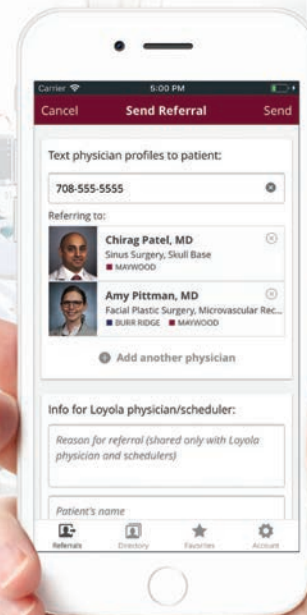 Carrier 5:00 PM
Cancel Send Referral Send
Text physician profiles to patient:
708-555-5555
Referring to:
Chirag Patel, MD
Sinus Surgery, Skull Base
MAYWOOD
Amy Pittman, MD
Facial Plastic Surgery, Microvascular Rec...
BURR RIDGE MAYWOOD
Add another physician
Info for Loyola physician/scheduler:
Reason for referral (shared only with Loyola
physician and schedulers)
Patient's name
Referrals Directory Favorites Account